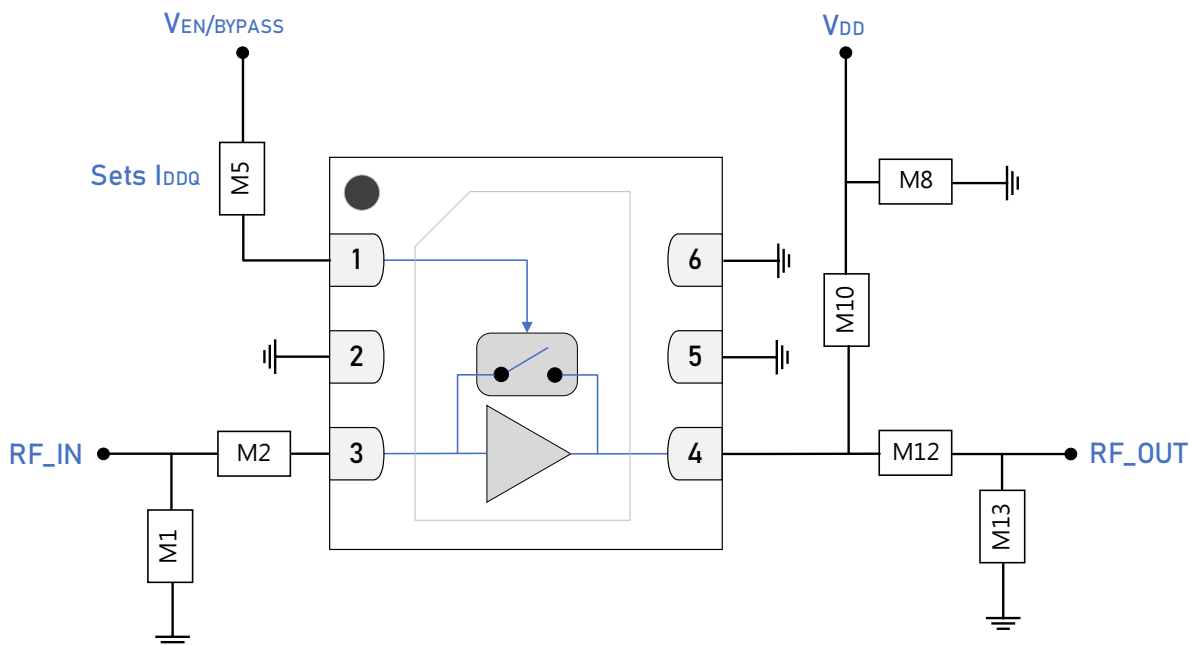 VEN/BYPASS
VDD
Sets IDDQ
M5
M8
1
6
M10
2
5
RF_IN
M2
3
4
M12
RF_OUT
M1
M13